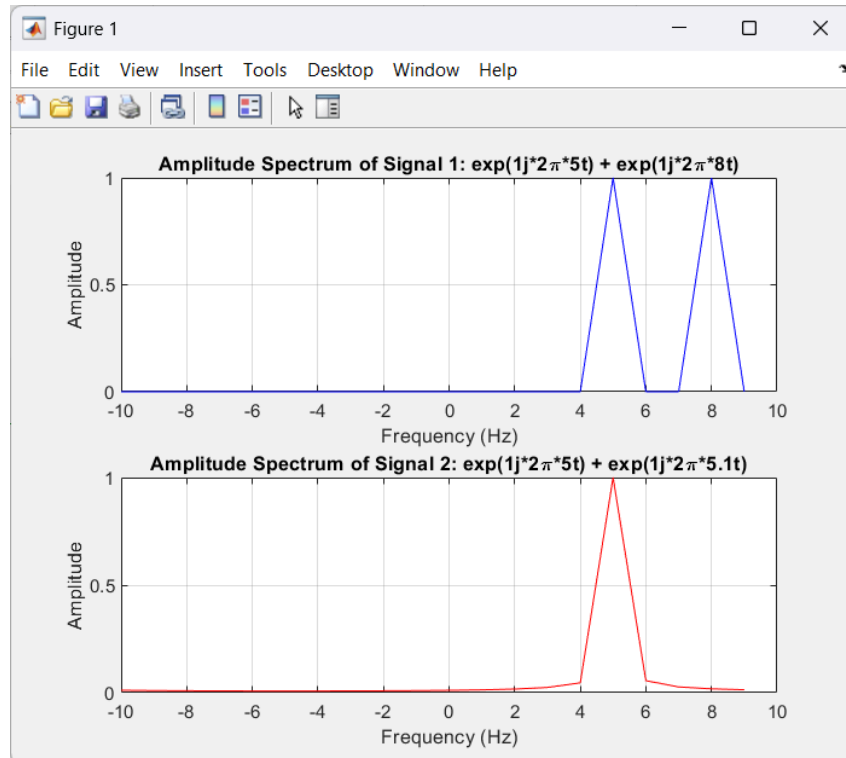 Figure 1
File Edit View Insert Tools Desktop Window Help
Amplitude Spectrum of Signal 1: exp(1j*2π*5t) + exp(1j*2π*8t)
1
0.5
0
Amplitude
-10 -8 -6 -4 -2 0 2 4 6 8 10
Frequency (Hz)
Amplitude Spectrum of Signal 2: exp(1j*2π*5t) + exp(1j*2π*5.1t)
1
0.5
0
Amplitude
-10 -8 -6 -4 -2 0 2 4 6 8 10
Frequency (Hz)